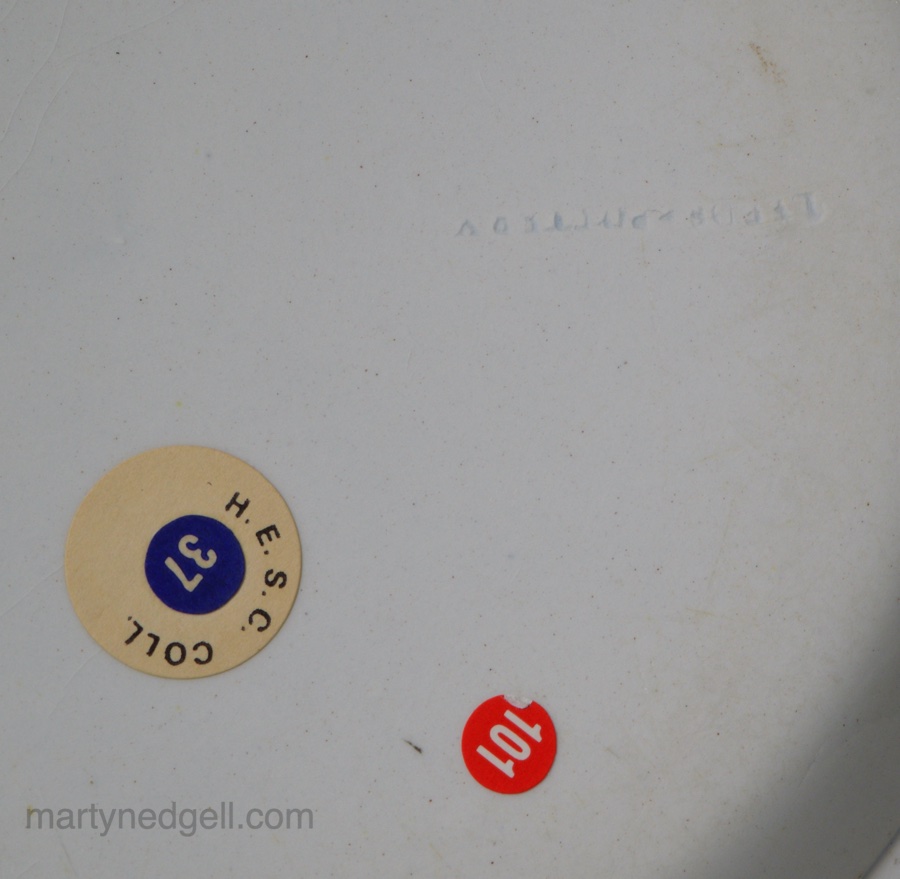 H. E. S. C. COLL.
37
101
martynedgell.com